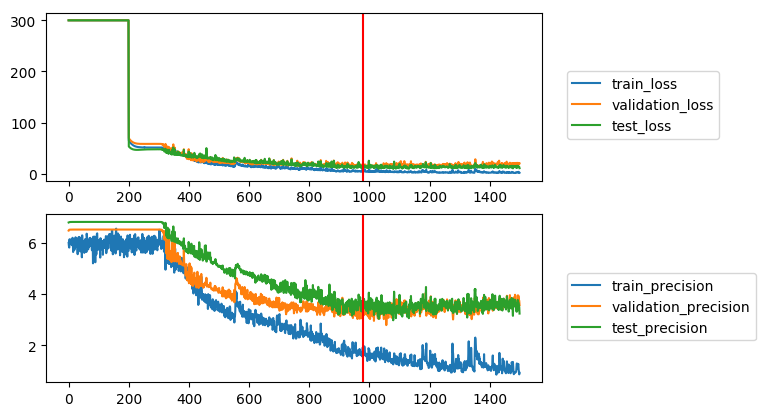 300
200
100
0
0 200 400 600 800 1000 1200 1400
train_loss
validation_loss
test_loss
6
4
2
0 200 400 600 800 1000 1200 1400
train_precision
validation_precision
test_precision